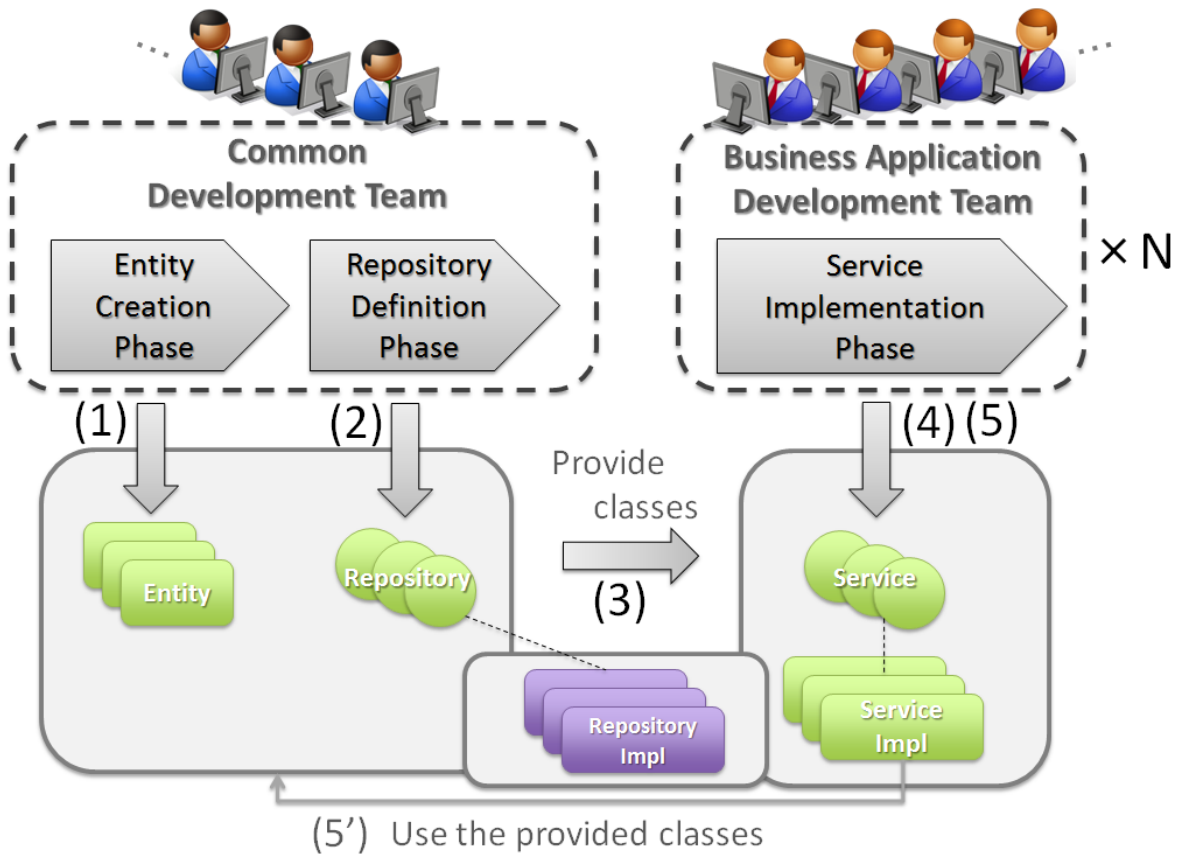 Common
Development Team
Entity
Creation
Phase
Repository
Definition
Phase
Business Application
Development Team
Service
Implementation
Phase
× N
(1)
(2)
(4) (5)
Provide
classes
(3)
Entity
Repository
Repository
Impl
Service
Service
Impl
(5’) Use the provided classes